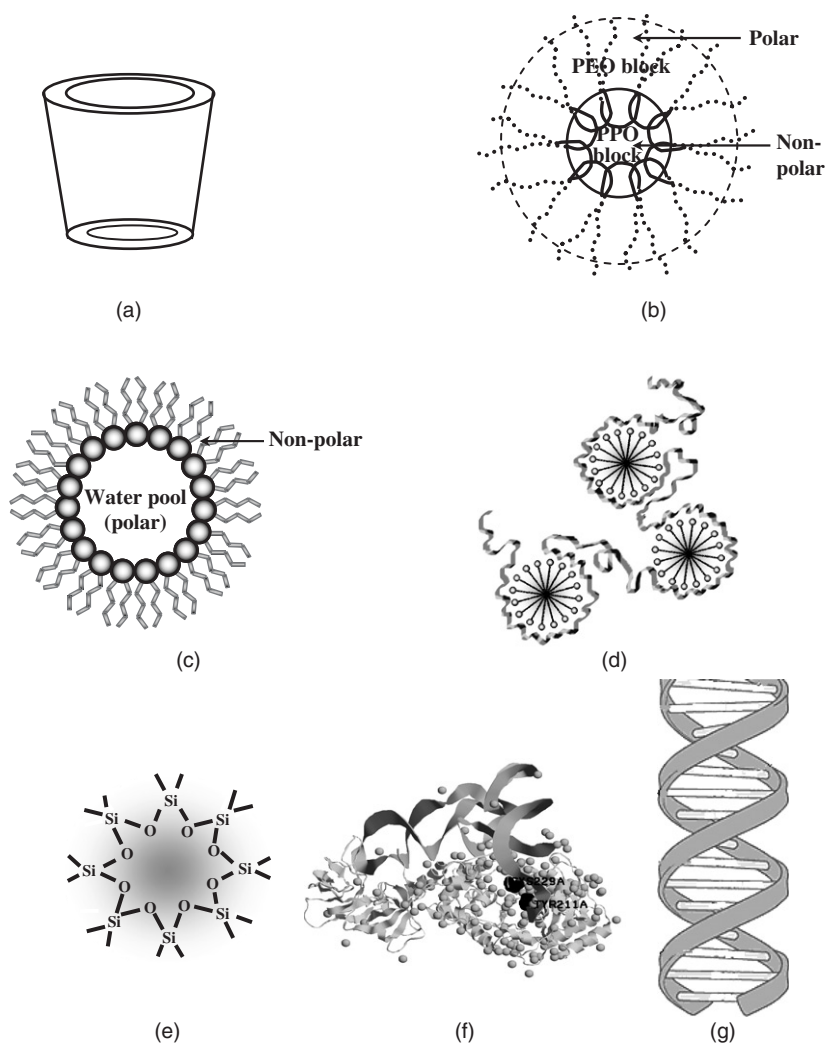 Polar
PEO block
PPO
block
Non-
polar
(a)
(b)
Non-polar
Water pool
(polar)
(c)
(d)
Si
Si
Si
O
O
O
O
Si
Si
O
O
O
O
Si
Si
Si
TYR211A
(e)
(f)
(g)